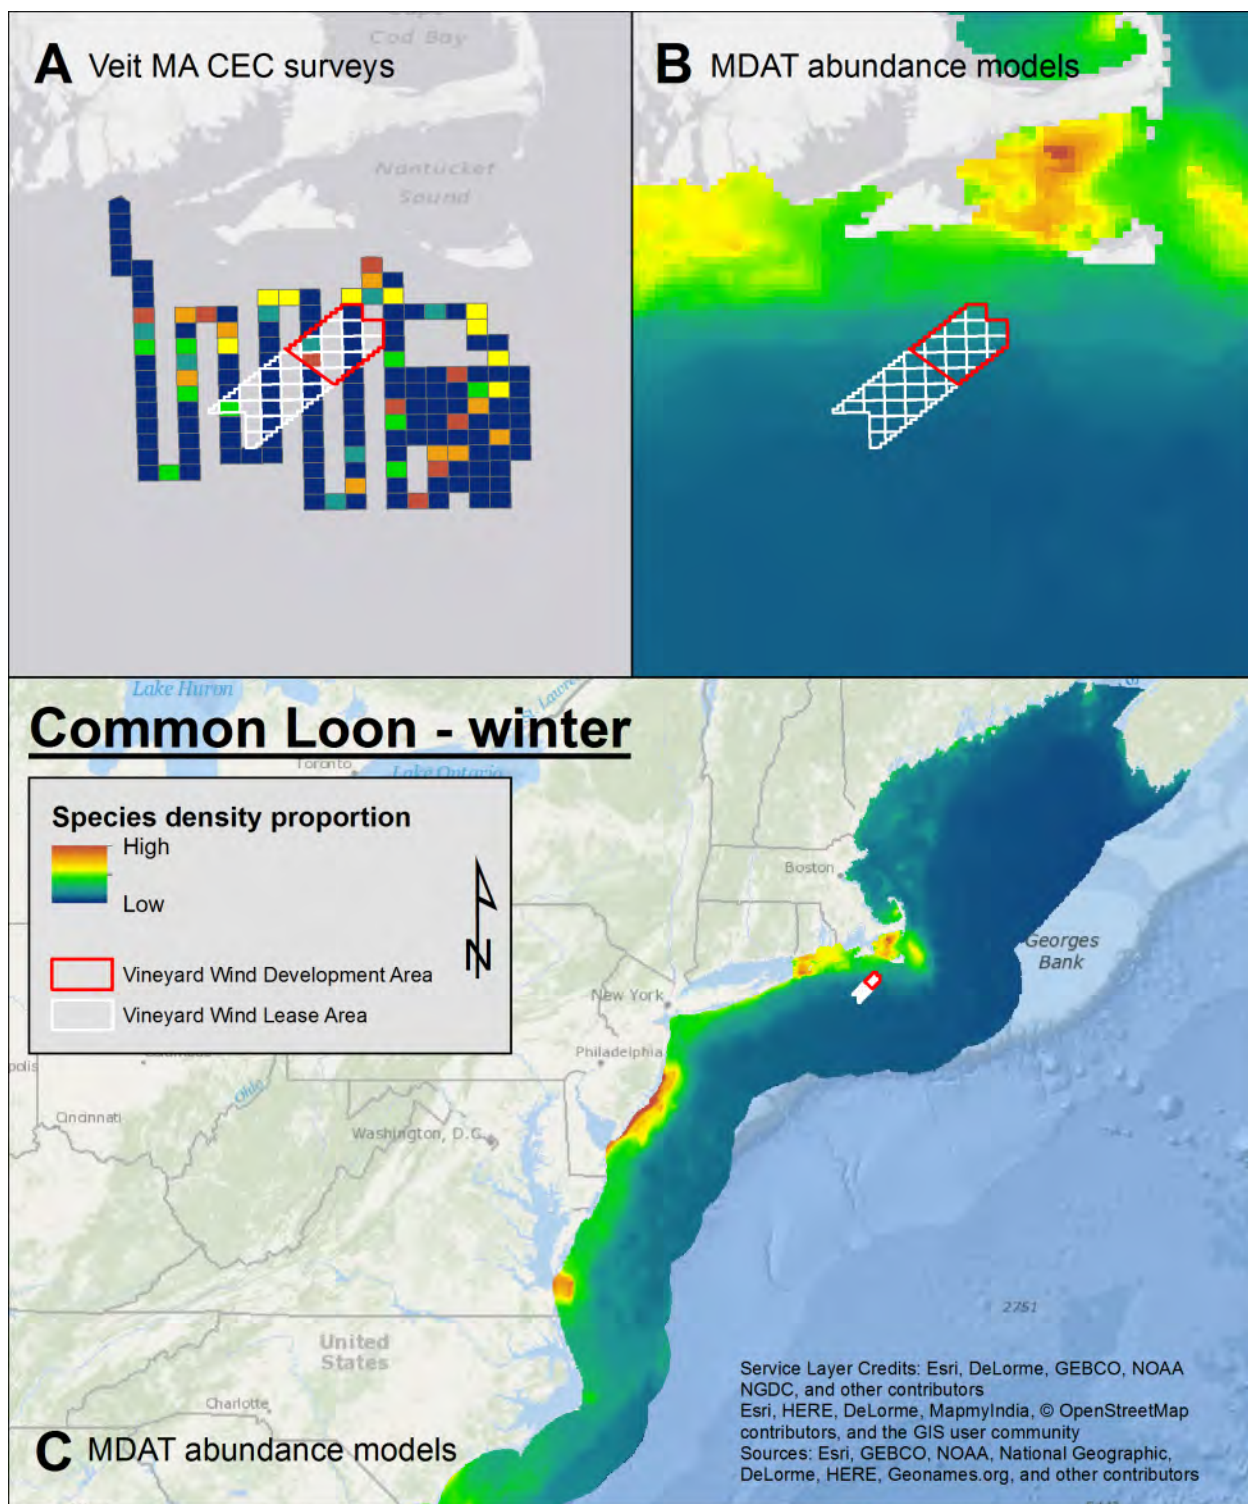 Cod Bay
A Veit MA CEC surveys
Nantucket
Sound
B MDAT abundance models
Lake Huron
St. Lawre
Common Loon - winter
Toronto
Lake Ontario
Species density proportion
High
Low
N
Vineyard Wind Development Area
Vineyard Wind Lease Area
Boston
Georges
Bank
New York
Philadelphia
polis
Ohio
Cincinnati
Washington, D.C.
2751
United
States
Charlotte
C MDAT abundance models
Service Layer Credits: Esri, DeLorme, GEBCO, NOAA
NGDC, and other contributors
Esri, HERE, DeLorme, MapmyIndia, © OpenStreetMap
contributors, and the GIS user community
Sources: Esri, GEBCO, NOAA, National Geographic,
DeLorme, HERE, Geonames.org, and other contributors